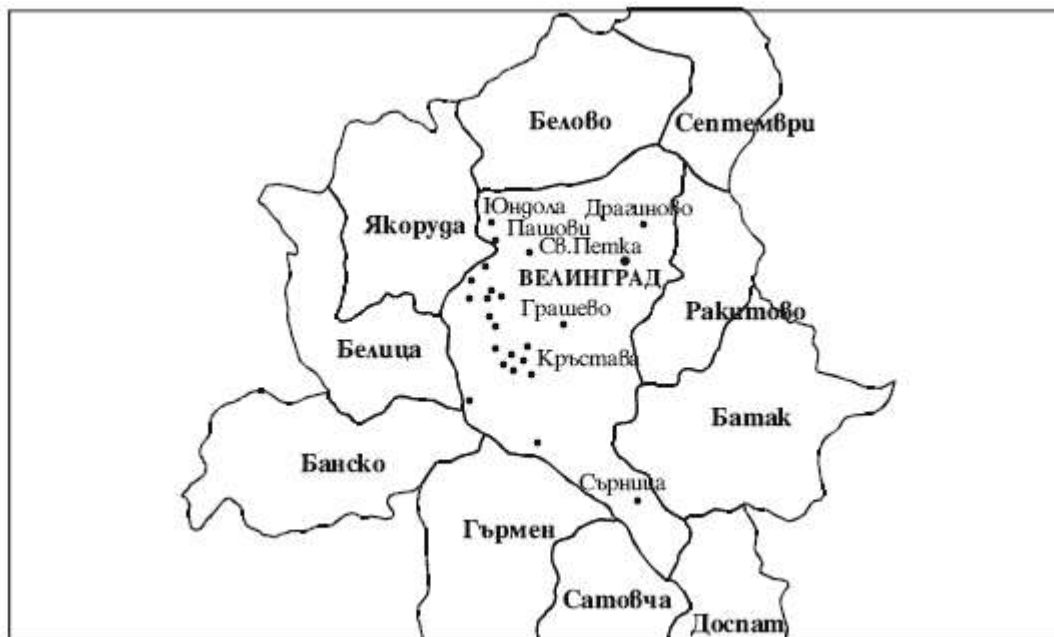 Белово
Септември
Юндола
Драгиново
Якоруда
Пашови
Св.Петка
ВЕЛИНГРАД
Грашево
Ракитово
Белица
Кръстава
Батак
Банско
Сърница
Гърмен
Сатовча
Доспат